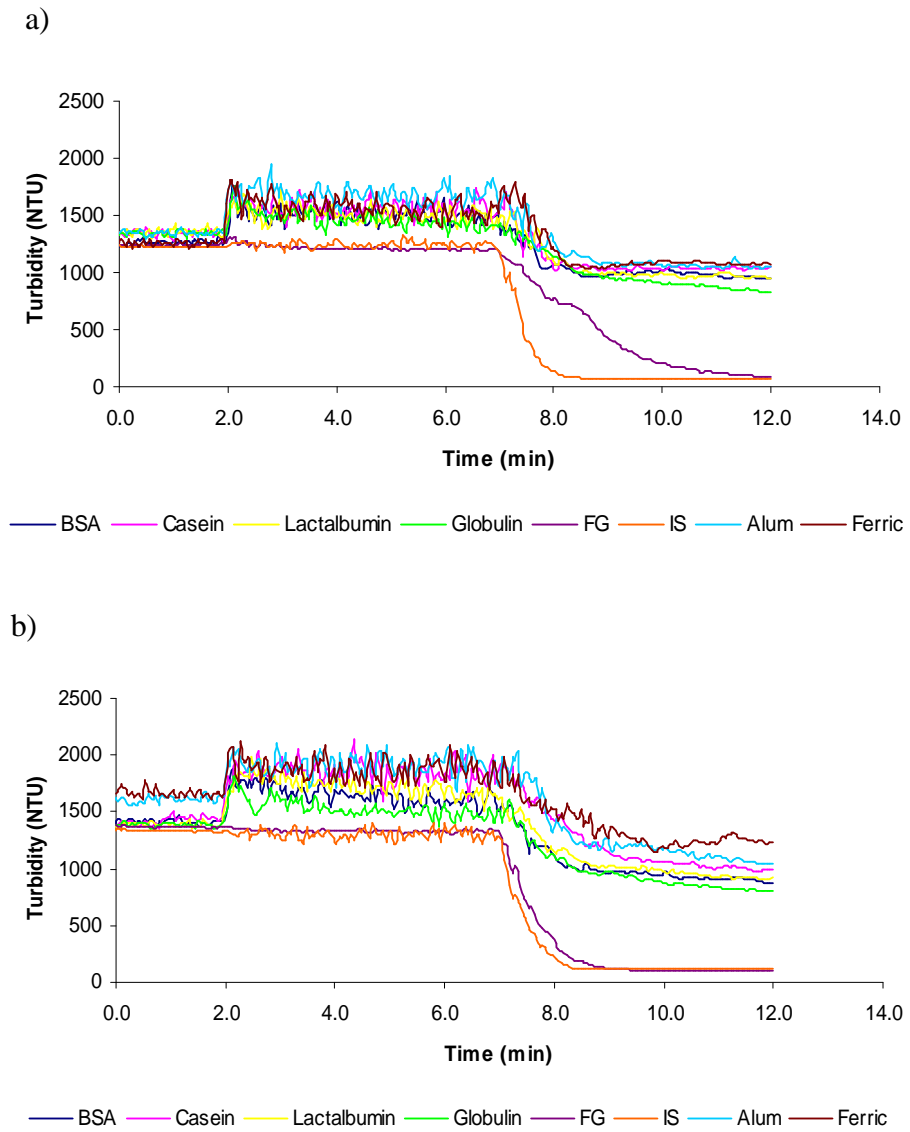 a)
2500
2000
1500
1000
500
0
Turbidity (NTU)
0.0 2.0 4.0 6.0 8.0 10.0 12.0 14.0
Time (min)
BSA Casein Lactalbumin Globulin FG IS Alum Ferric
b)
2500
2000
1500
1000
500
0
Turbidity (NTU)
0.0 2.0 4.0 6.0 8.0 10.0 12.0 14.0
Time (min)
BSA Casein Lactalbumin Globulin FG IS Alum Ferric